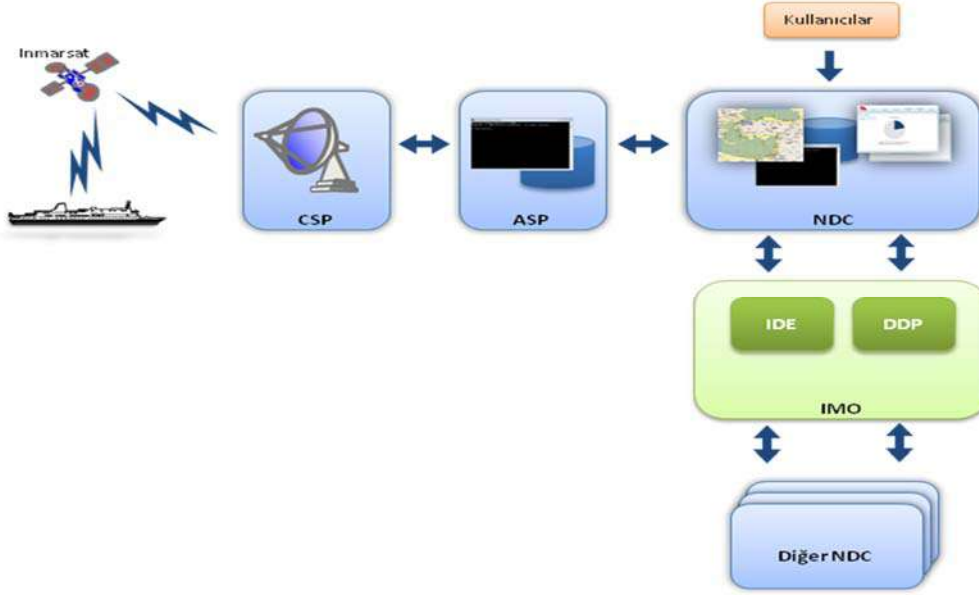 Kullanıcılar
Inmarsat
CSP
ASP
NDC
IDE
DDP
IMO
Diğer NDC